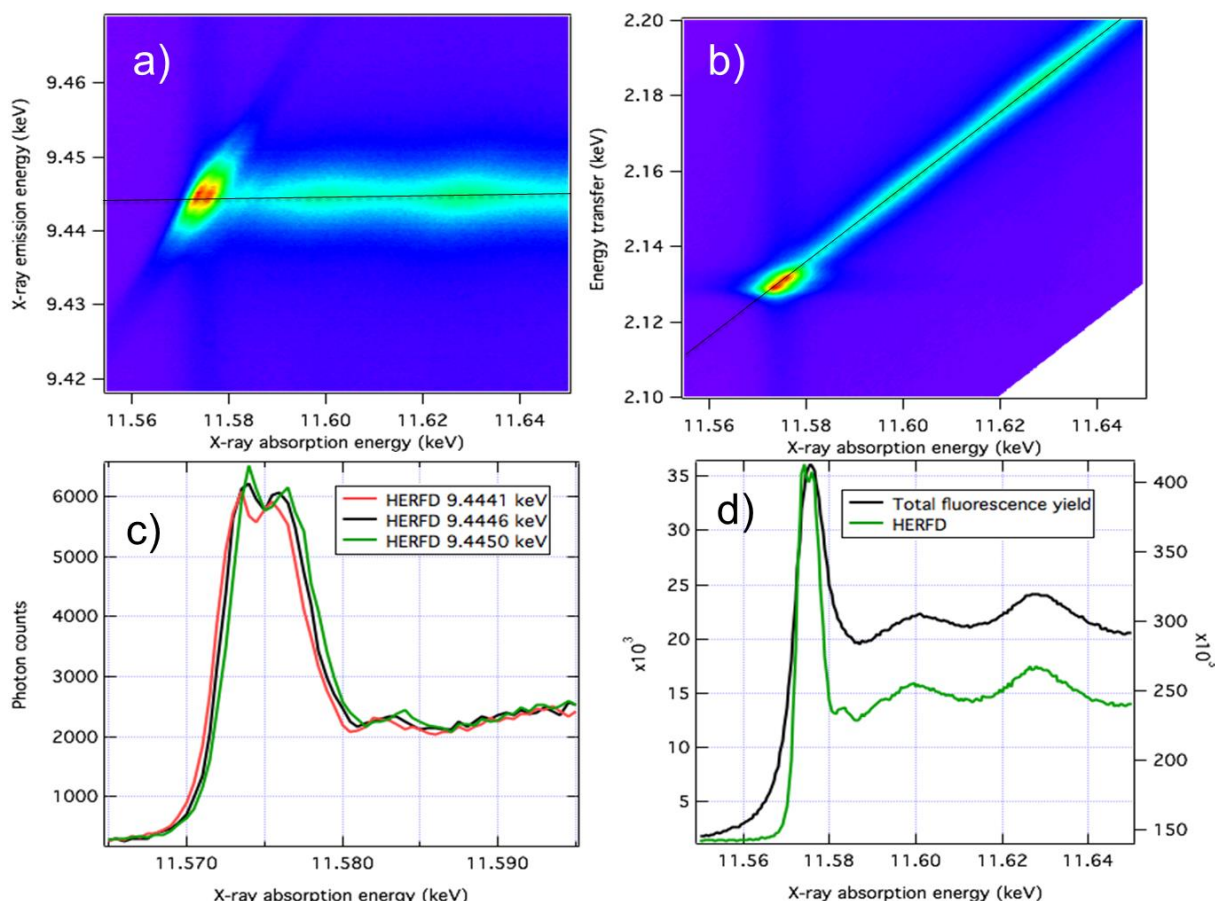 a)
9.46
9.45
9.44
9.43
9.42
X-ray emission energy (keV)
11.56 11.58 11.60 11.62 11.64
X-ray absorption energy (keV)
b)
2.20
2.18
2.16
2.14
2.12
2.10
Energy transfer (keV)
11.56 11.58 11.60 11.62 11.64
X-ray absorption energy (keV)
c)
HERFD 9.4441 keV
HERFD 9.4446 keV
HERFD 9.4450 keV
6000
5000
4000
3000
2000
1000
Photon counts
11.570 11.580 11.590
X-ray absorption energy (keV)
d)
Total fluorescence yield
HERFD
35
30
25
20
15
10
5
x10³
400
350
300
250
200
150
x10³
11.56 11.58 11.60 11.62 11.64
X-ray absorption energy (keV)